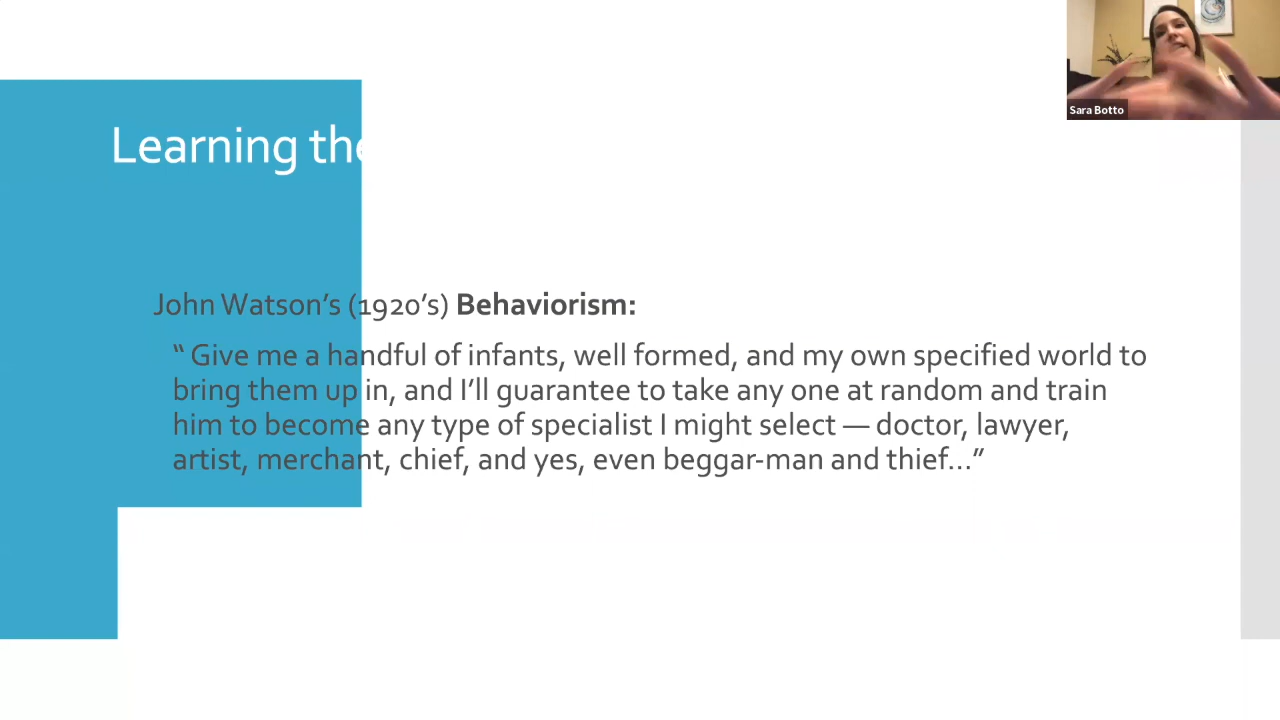 Sara Botto
Learning the
John Watson’s (1920’s) Behaviorism:
“ Give me a handful of infants, well formed, and my own specified world to
bring them up in, and I’ll guarantee to take any one at random and train
him to become any type of specialist I might select — doctor, lawyer,
artist, merchant, chief, and yes, even beggar-man and thief…”